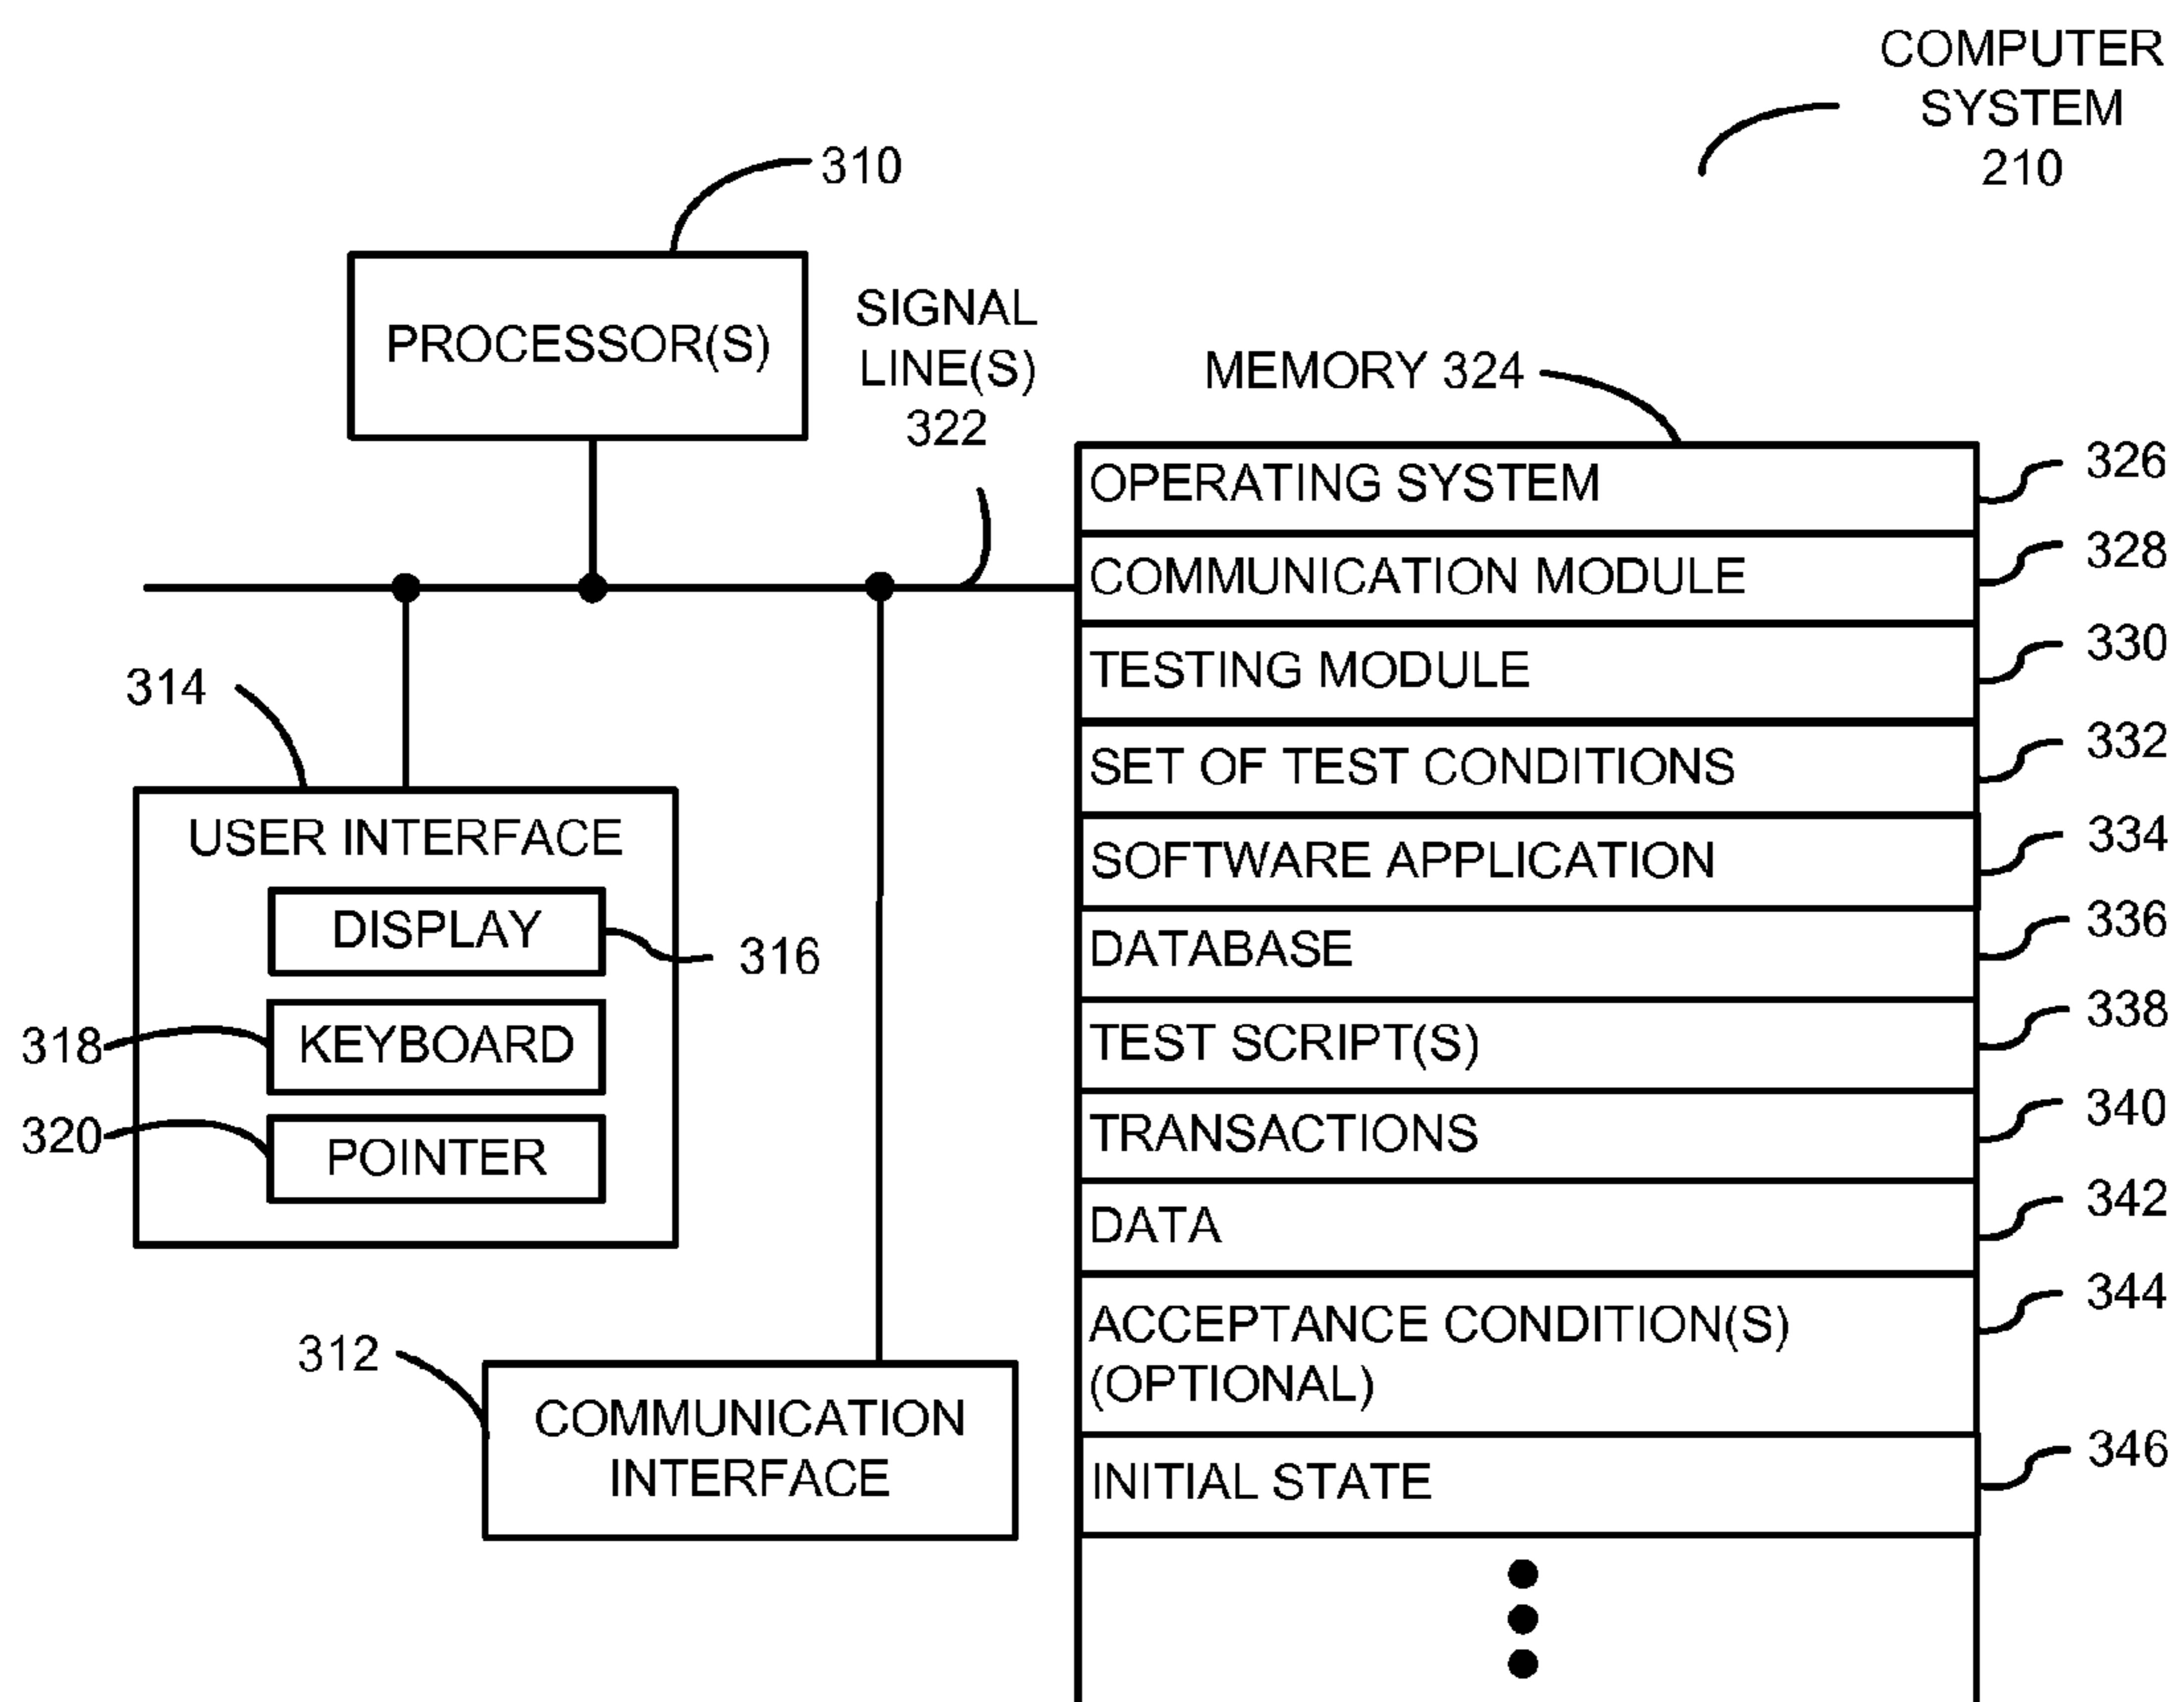 COMPUTER
SYSTEM
210
310
PROCESSOR(S)
SIGNAL
LINE(S)
322
MEMORY 324
OPERATING SYSTEM
326
COMMUNICATION MODULE
328
TESTING MODULE
330
SET OF TEST CONDITIONS
332
SOFTWARE APPLICATION
334
DATABASE
336
TEST SCRIPT(S)
338
TRANSACTIONS
340
DATA
342
ACCEPTANCE CONDITION(S)
(OPTIONAL)
344
INITIAL STATE
346
314
USER INTERFACE
DISPLAY
316
318
KEYBOARD
320
POINTER
312
COMMUNICATION
INTERFACE